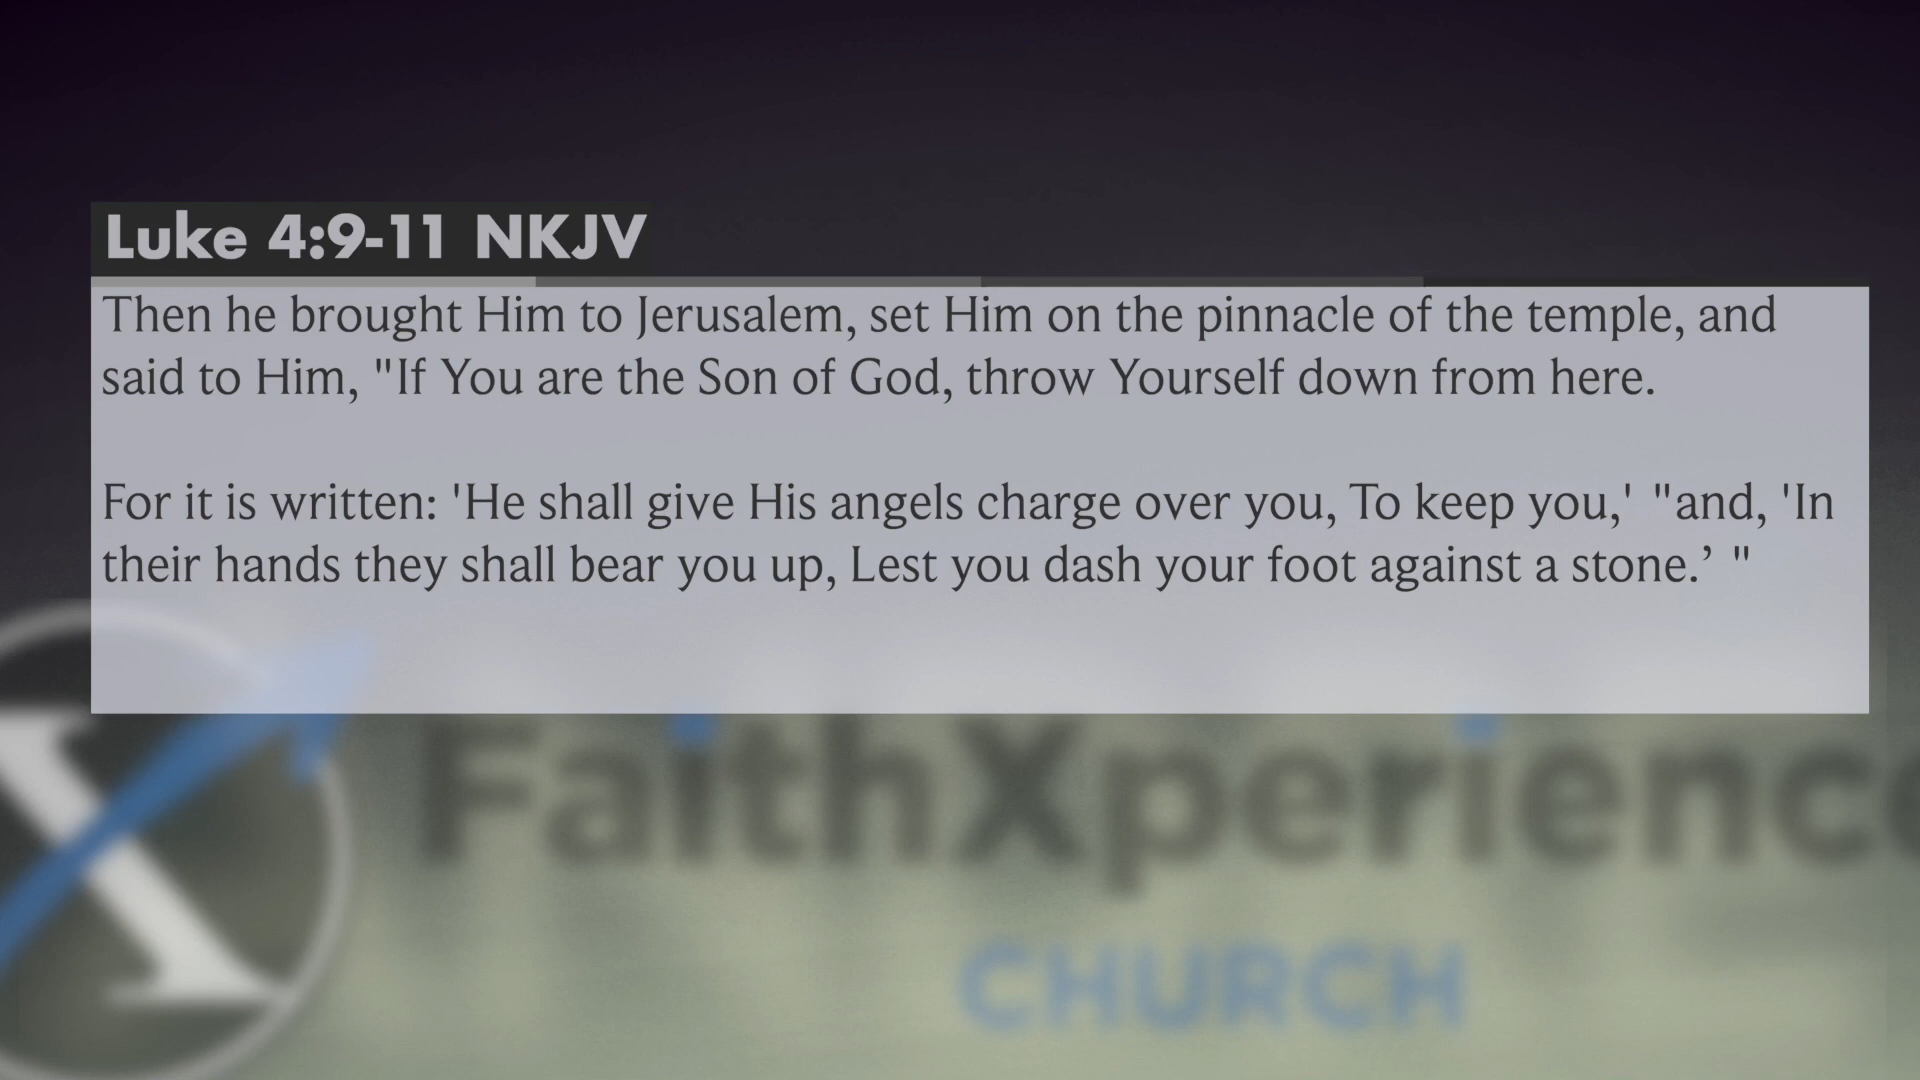 Luke 4:9-11 NKJV
Then he brought Him to Jerusalem, set Him on the pinnacle of the temple, and
said to Him, "If You are the Son of God, throw Yourself down from here.
For it is written: 'He shall give His angels charge over you, To keep you,' "and, 'In
their hands they shall bear you up, Lest you dash your foot against a stone.’ "
X
FaithXperience
CHURCH